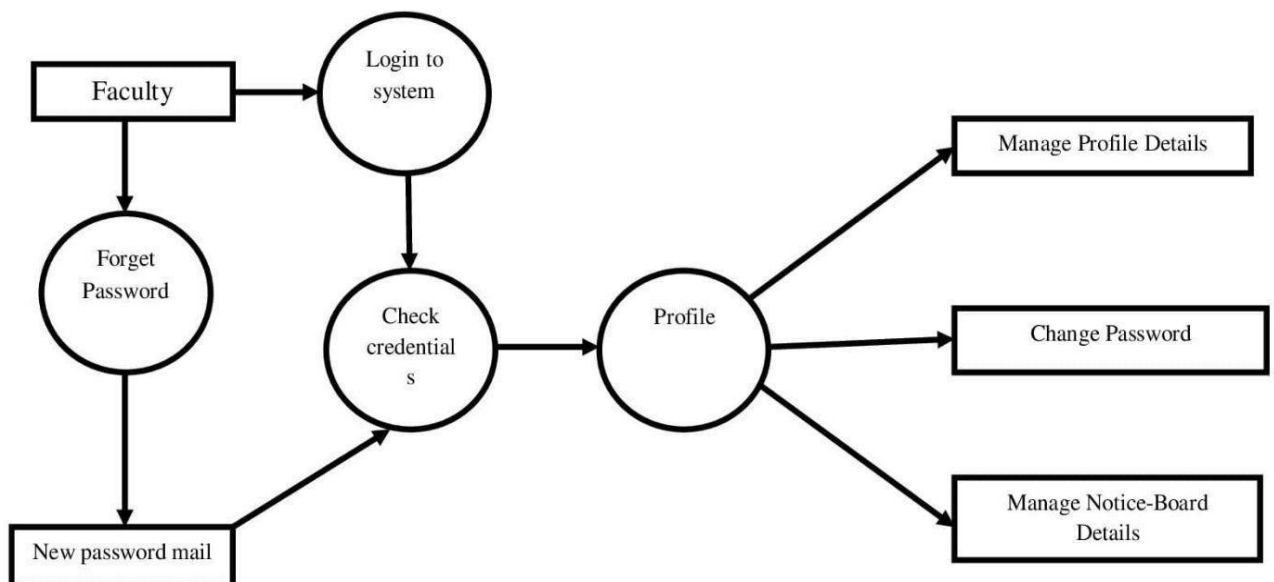 Faculty
Login to
system
Forget
Password
New password mail
Check
credential
s
Profile
Manage Profile Details
Change Password
Manage Notice-Board
Details